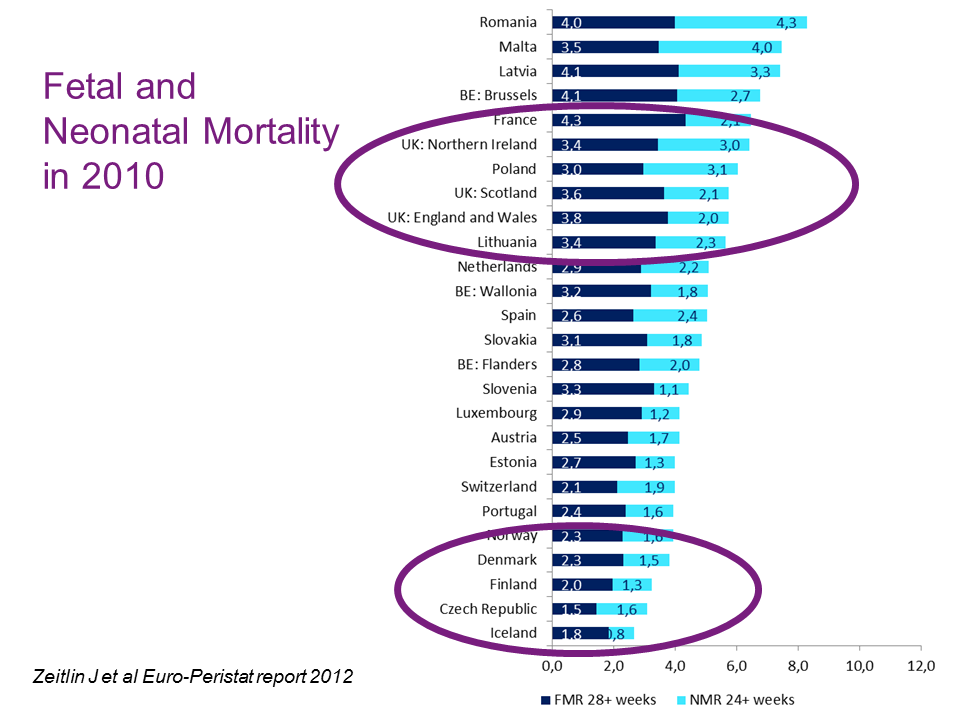 Fetal and
Neonatal Mortality
in 2010
Romania 4,0 4,3
Malta 3,5 4,0
Latvia 4,1 3,3
BE: Brussels 4,1 2,7
France 4,3 2,1
UK: Northern Ireland 3,4 3,0
Poland 3,0 3,1
UK: Scotland 3,6 2,1
UK: England and Wales 3,8 2,0
Lithuania 3,4 2,3
Netherlands 2,9 2,2
BE: Wallonia 3,2 1,8
Spain 2,6 2,4
Slovakia 3,1 1,8
BE: Flanders 2,8 2,0
Slovenia 3,3 1,1
Luxembourg 2,9 1,2
Austria 2,5 1,7
Estonia 2,7 1,3
Switzerland 2,1 1,9
Portugal 2,4 1,6
Norway 2,3 1,6
Denmark 2,3 1,5
Finland 2,0 1,3
Czech Republic 1,5 1,6
Iceland 1,8 0,8
0,0 2,0 4,0 6,0 8,0 10,0 12,0
FMR 28+ weeks NMR 24+ weeks
Zeitlin J et al Euro-Peristat report 2012